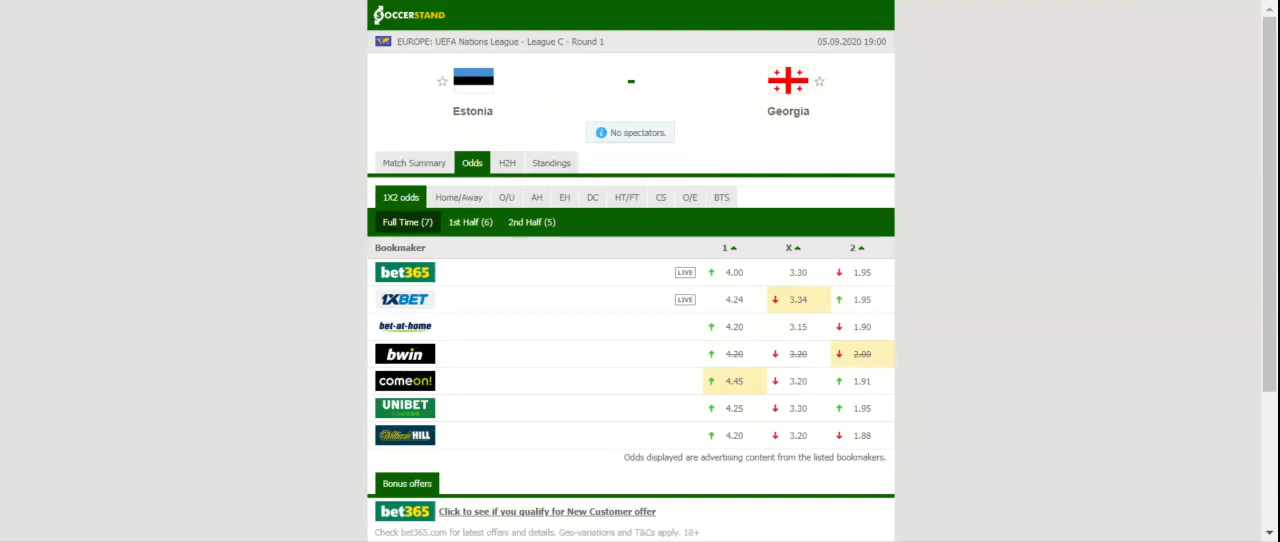 SOCCERSTAND
EUROPE: UEFA Nations League - League C - Round 1 05.09.2020 19:00
-
Estonia Georgia
No spectators.
Match Summary Odds H2H Standings
1X2 odds Home/Away O/U AH EH DC HT/FT CS O/E BTS
Full Time (7) 1st Half (6) 2nd Half (5)
Bookmaker 1 X 2
bet365 LIVE 4.00 3.30 1.95
1XBET LIVE 4.24 3.34 1.95
bet-at-home 4.20 3.15 1.90
bwin 4.20 3.20 2.00
comeon! 4.45 3.20 1.91
UNIBET 4.25 3.30 1.95
William HILL 4.20 3.20 1.88
Odds displayed are advertising content from the listed bookmakers.
Bonus offers
bet365 Click to see if you qualify for New Customer offer
Check bet365.com for latest offers and details. Geo-variations and T&Cs apply. 18+